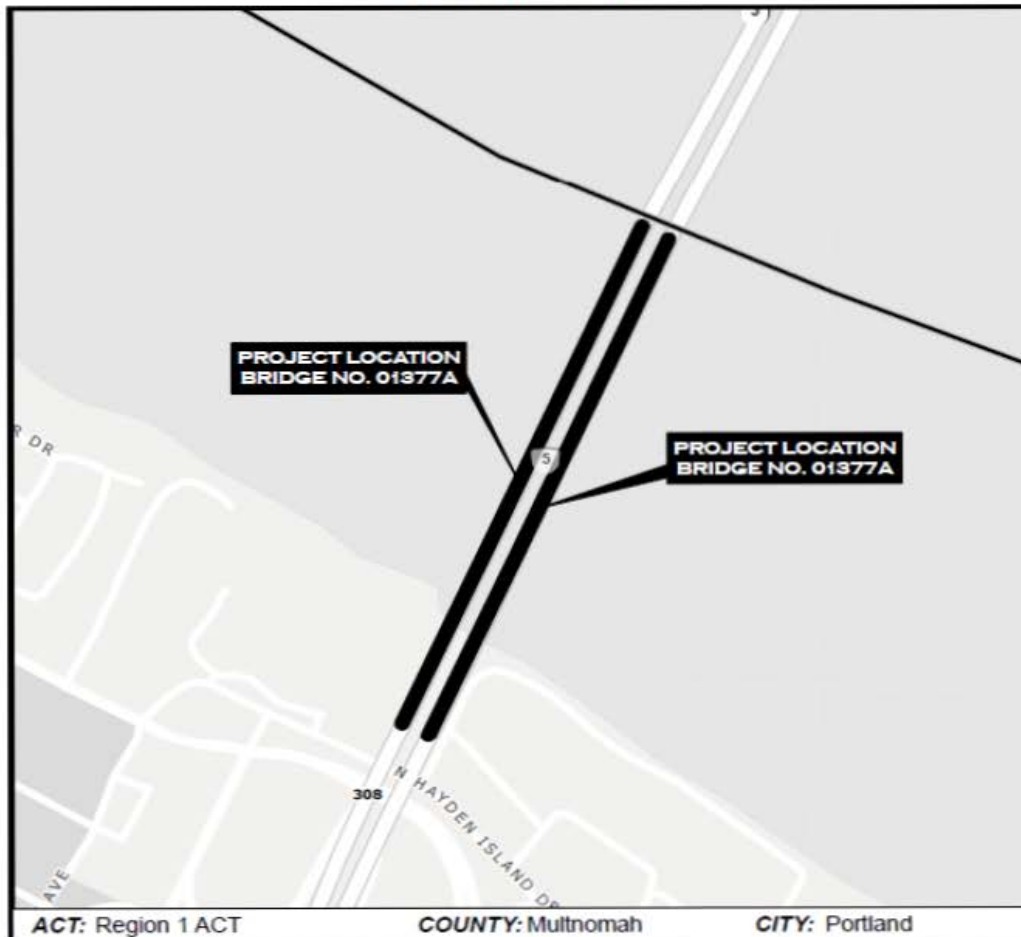 5
R DR
PROJECT LOCATION
BRIDGE NO. 01377A
5
PROJECT LOCATION
BRIDGE NO. 01377A
308
N HAYDEN ISLAND DR
AVE
ACT: Region 1 ACT COUNTY: Multnomah CITY: Portland